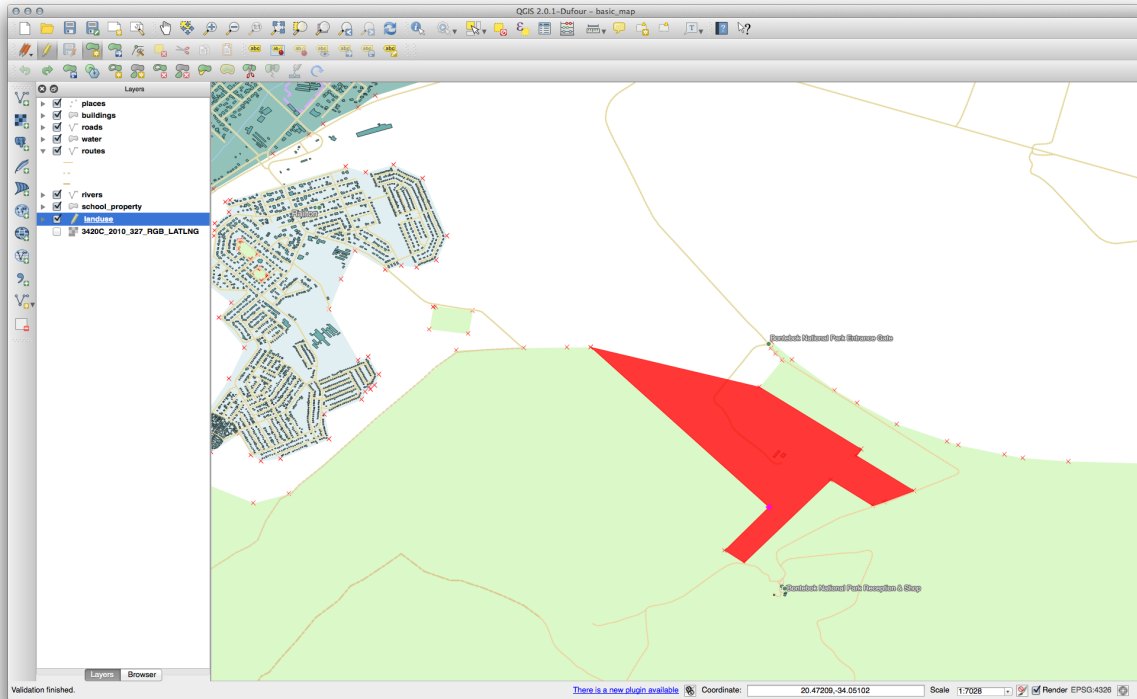 QGIS 2.0.1-Dufour - basic_map
Layers
places
buildings
roads
water
routes
rivers
school_property
landuse
3420C_2010_327_RGB_LATLNG
Railton
Bontebok National Park Entrance Gate
Bontebok National Park Reception & Shop
Layers
Browser
Validation finished.
There is a new plugin available
Coordinate:
20.47209,-34.05102
Scale
1:7028
Render
EPSG:4326